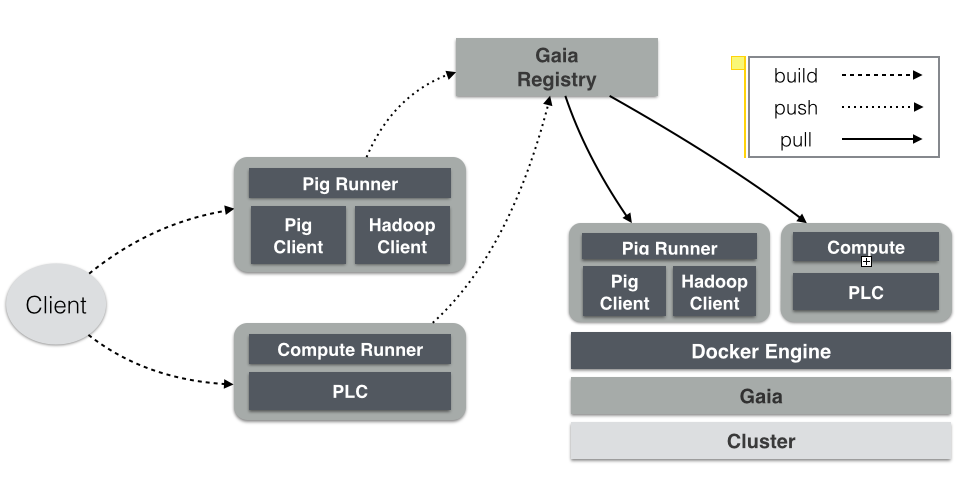 Gaia
Registry
build
push
pull
Pig Runner
Pig
Client
Hadoop
Client
Client
Compute Runner
PLC
Pig Runner
Pig
Client
Hadoop
Client
Compute
PLC
Docker Engine
Gaia
Cluster